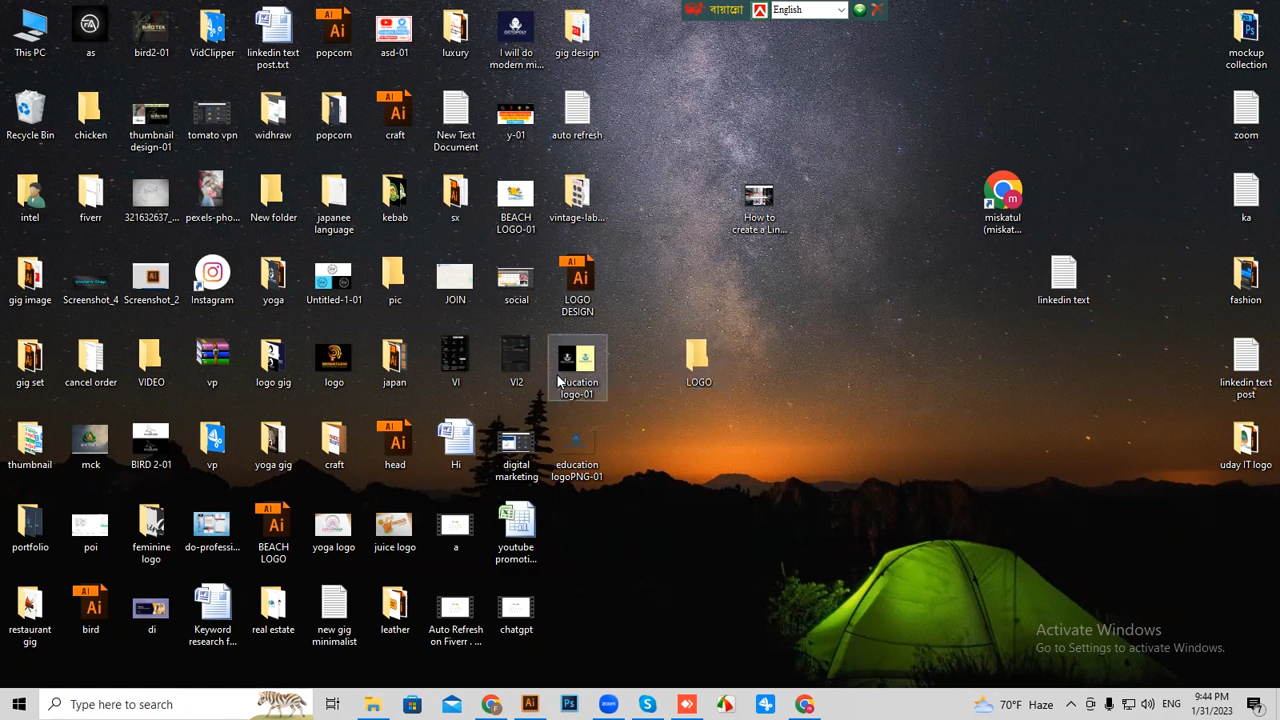 বায়ান্নো
English
This PC
as
bired2-01
VidClipper
linkedin text
post.txt
popcorn
asd-01
luxury
I will do
modern mi...
gig design
mockup
collection
Recycle Bin
chicken
thumbnail
design-01
tomato vpn
widhraw
popcorn
craft
New Text
Document
y-01
auto refresh
zoom
intel
fiverr
321632637_...
pexels-pho...
New folder
japanee
language
kebab
sx
BEACH
LOGO-01
vintage-lab...
How to
create a Lin...
miskatul
(miskat...
ka
gig image
Screenshot_4
Screenshot_2
Instagram
yoga
Untitled-1-01
pic
JOIN
social
LOGO
DESIGN
linkedin text
fashion
gig set
cancel order
VIDEO
vp
logo gig
logo
japan
VI
VI2
education
logo-01
LOGO
linkedin text
post
thumbnail
mck
BIRD 2-01
vp
yoga gig
craft
head
Hi
digital
marketing
education
logoPNG-01
uday IT logo
portfolio
poi
feminine
logo
do-professi...
BEACH
LOGO
yoga logo
juice logo
a
youtube
promoti...
restaurant
gig
bird
di
Keyword
research f...
real estate
new gig
minimalist
leather
Auto Refresh
on Fiverr . ...
chatgpt
Activate Windows
Go to Settings to activate Windows.
Type here to search
70°F Haze
ENG
9:44 PM
1/31/2023